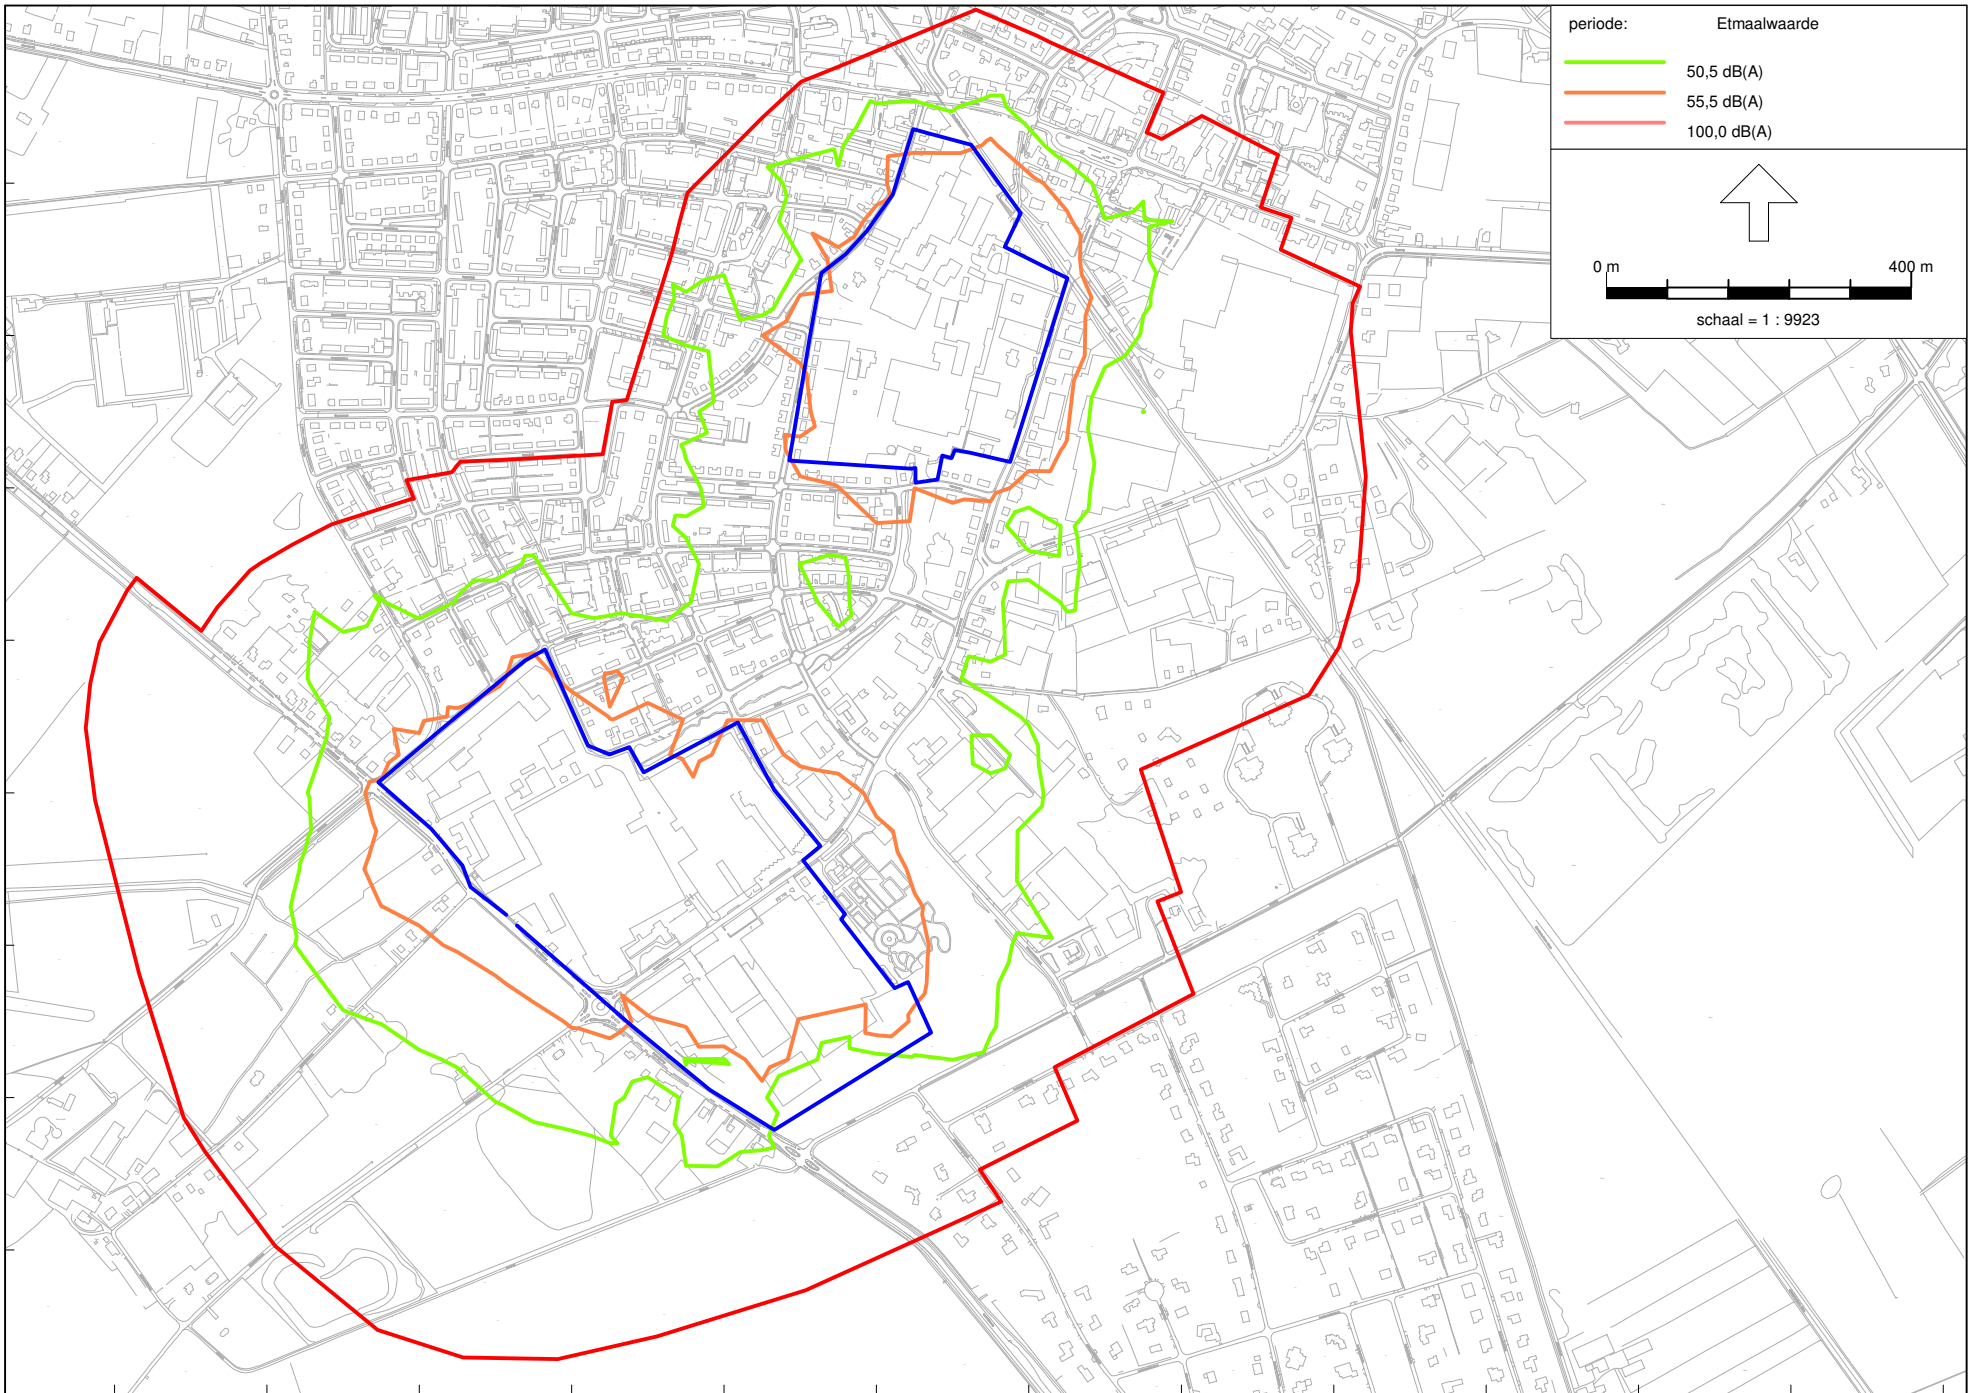 periode: Etmaalwaarde
50,5 dB(A)
55,5 dB(A)
100,0 dB(A)
0 m 400 m
schaal = 1 : 9923